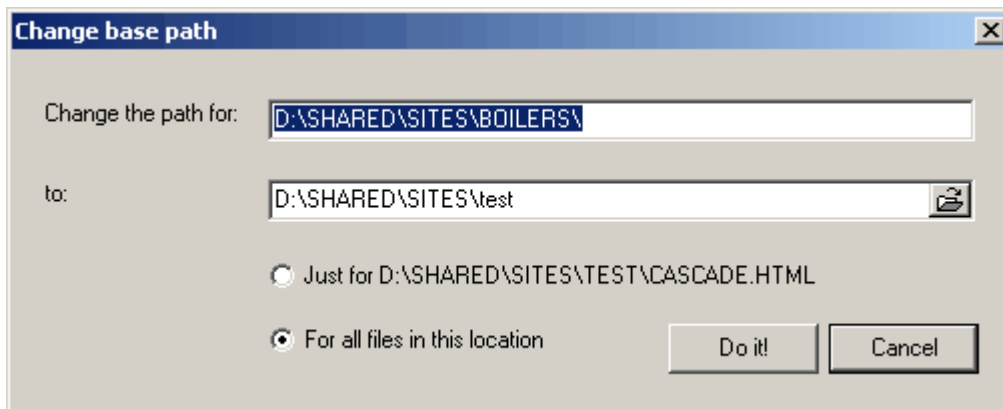 Change base path
Change the path for: D:\SHARED\SITES\BOILERS\
to: D:\SHARED\SITES\test
Just for D:\SHARED\SITES\TEST\CASCADE.HTML
For all files in this location
Do it! Cancel